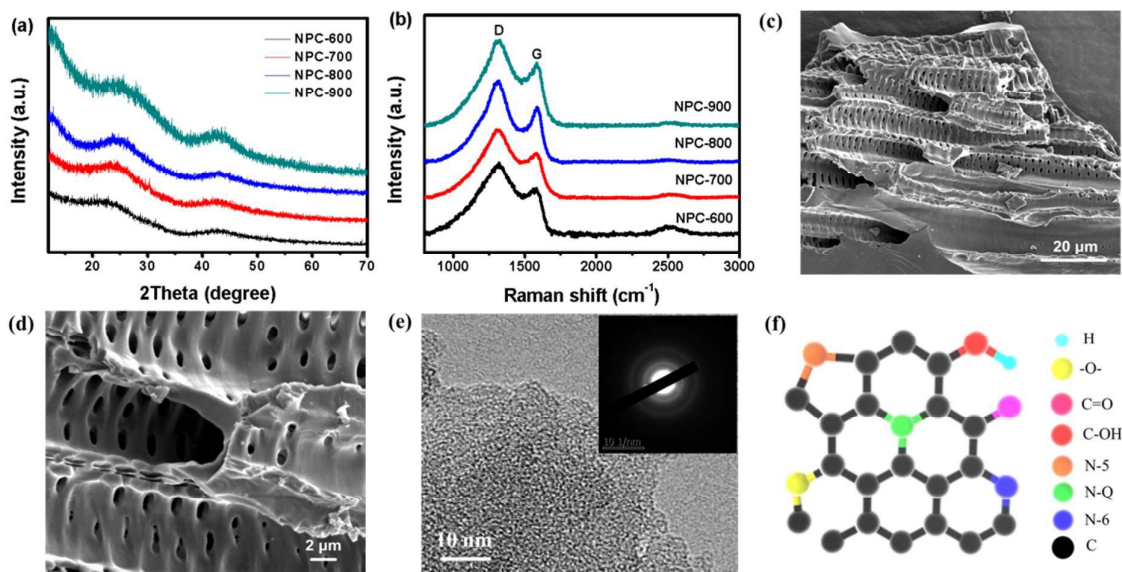 (a)
Intensity (a.u.)
NPC-600
NPC-700
NPC-800
NPC-900
20 30 40 50 60 70
2Theta (degree)
(b)
Intensity (a.u.)
D
G
NPC-900
NPC-800
NPC-700
NPC-600
1000 1500 2000 2500 3000
Raman shift (cm⁻¹)
(c)
20 μm
(d)
2 μm
(e)
10 1/nm
10 nm
(f)
H
-O-
C=O
C-OH
N-5
N-Q
N-6
C